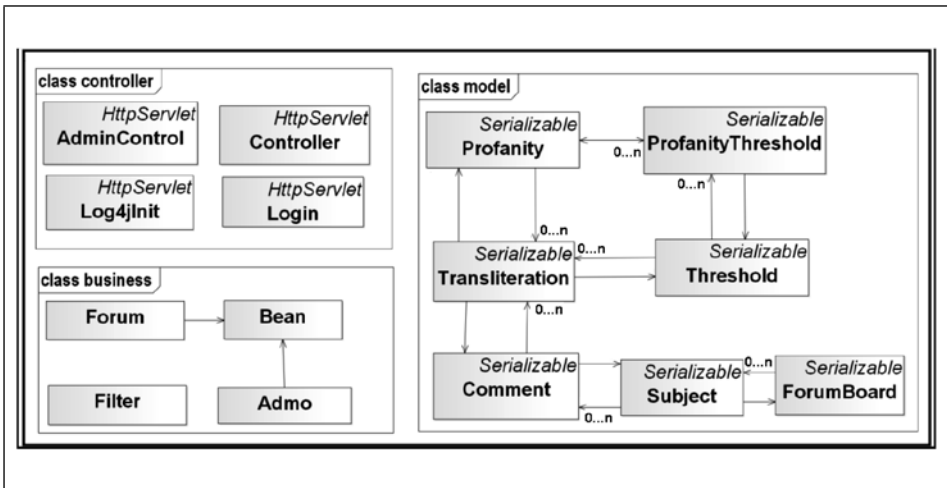 class controller
HttpServlet
AdminControl
HttpServlet
Controller
HttpServlet
Log4jInit
HttpServlet
Login
class business
Forum
Bean
Filter
Admo
class model
Serializable
Profanity
0...n
Serializable
ProfanityThreshold
0...n
0...n
Serializable
Transliteration
0...n
Serializable
Threshold
0...n
Serializable
Comment
0...n
Serializable
Subject
0...n
Serializable
ForumBoard